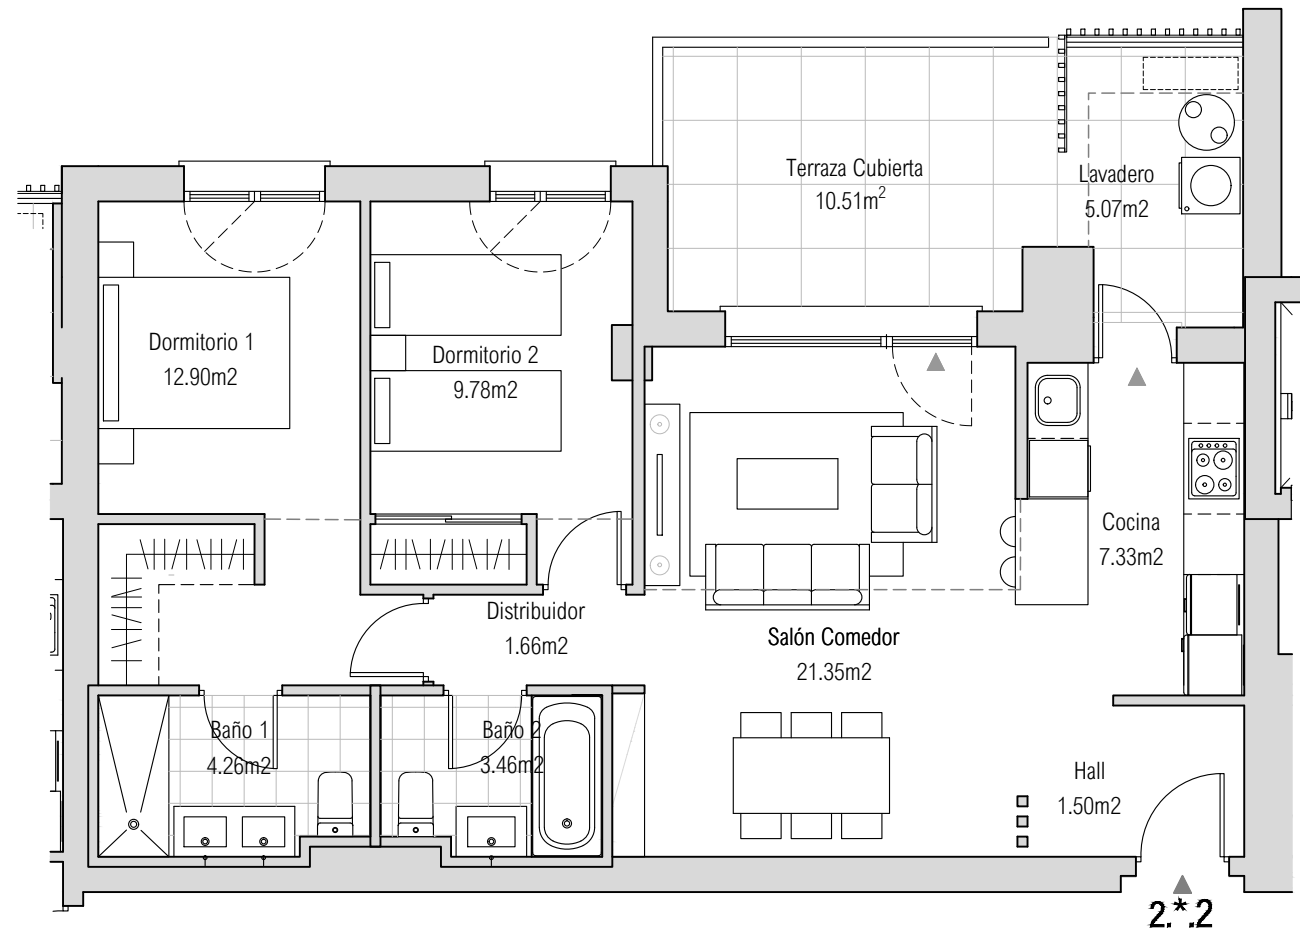 Terraza Cubierta
10.51m²
Lavadero
5.07m2
Dormitorio 1
12.90m2
Dormitorio 2
9.78m2
Cocina
7.33m2
Distribuidor
1.66m2
Salón Comedor
21.35m2
Baño 1
4.26m2
Baño 2
3.46m2
Hall
1.50m2
2.*.2